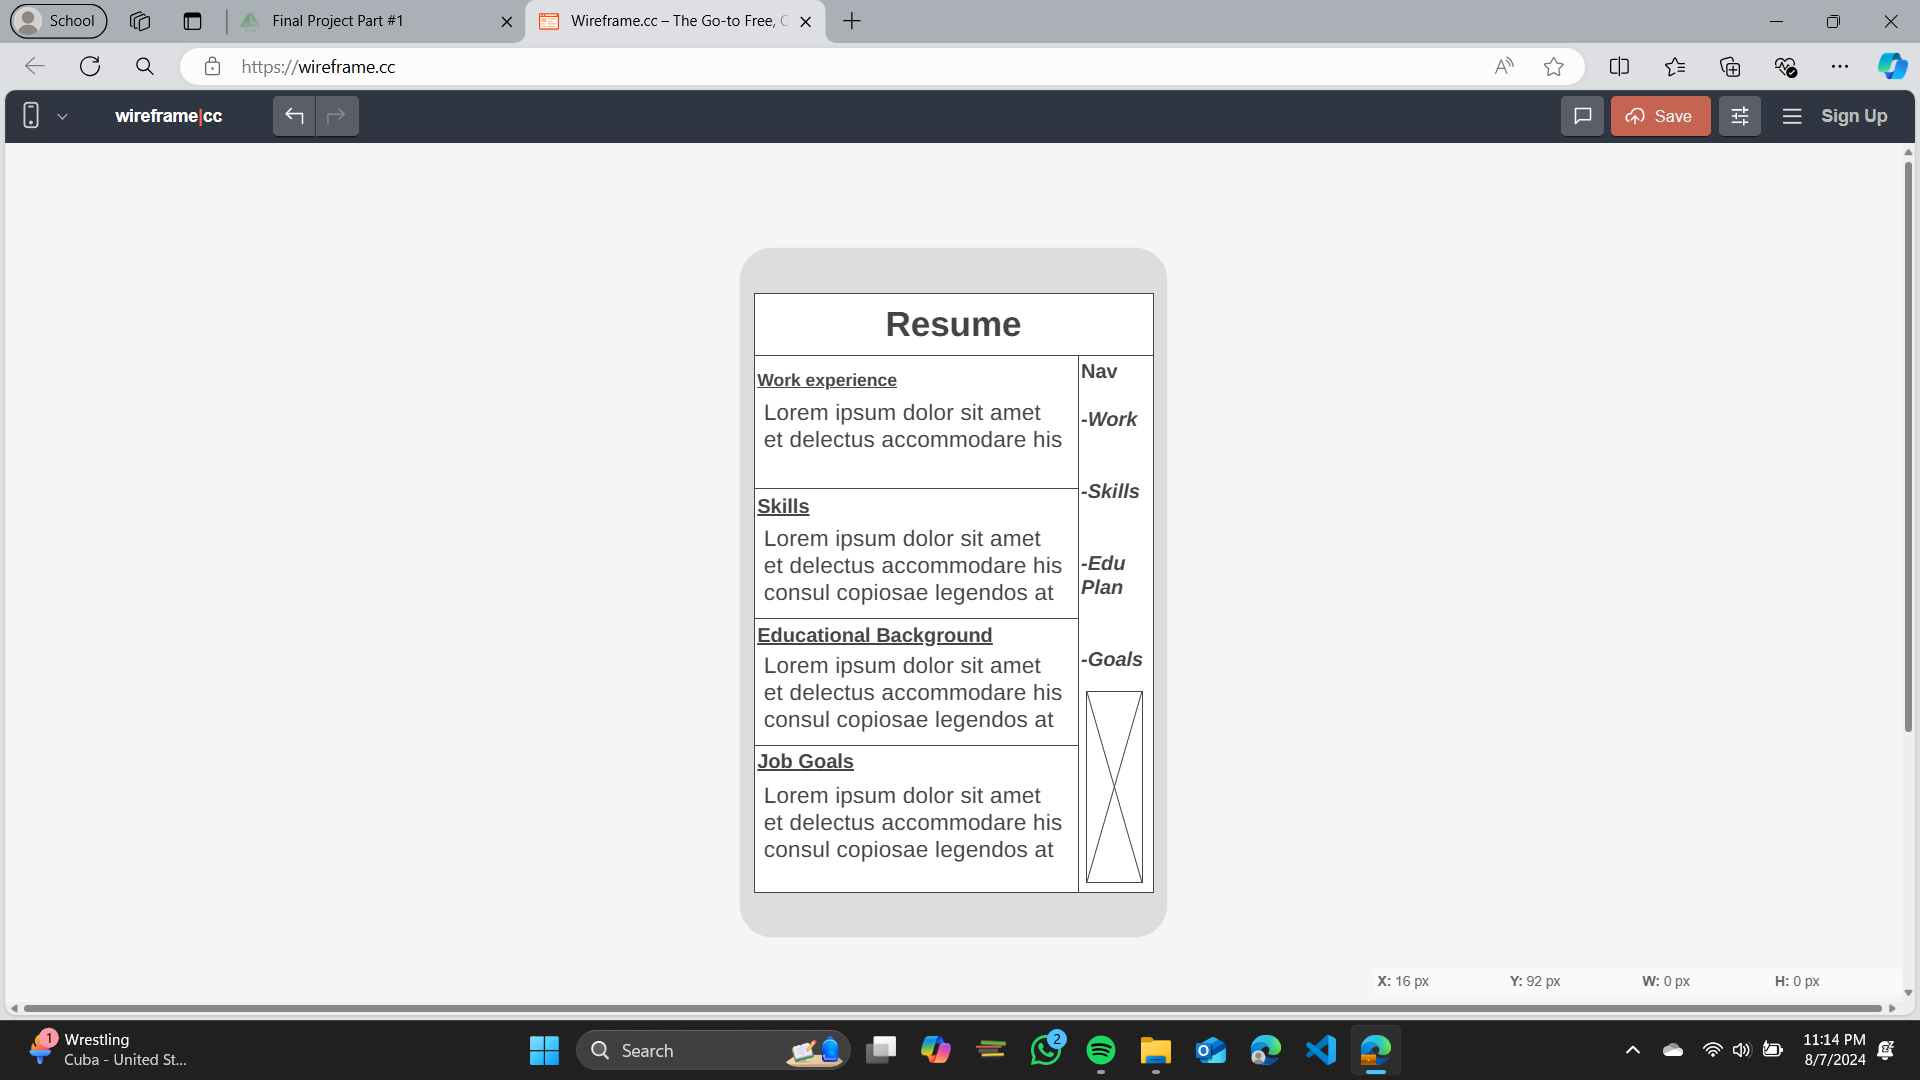 School
Final Project Part #1
Wireframe.cc – The Go-to Free, C
https://wireframe.cc
wireframe|cc
Save
Sign Up
Resume
Work experience
Lorem ipsum dolor sit amet
et delectus accommodare his
Skills
Lorem ipsum dolor sit amet
et delectus accommodare his
consul copiosae legendos at
Educational Background
Lorem ipsum dolor sit amet
et delectus accommodare his
consul copiosae legendos at
Job Goals
Lorem ipsum dolor sit amet
et delectus accommodare his
consul copiosae legendos at
Nav
-Work
-Skills
-Edu
Plan
-Goals
X: 16 px
Y: 92 px
W: 0 px
H: 0 px
1
Wrestling
Cuba - United St...
Search
2
11:14 PM
8/7/2024